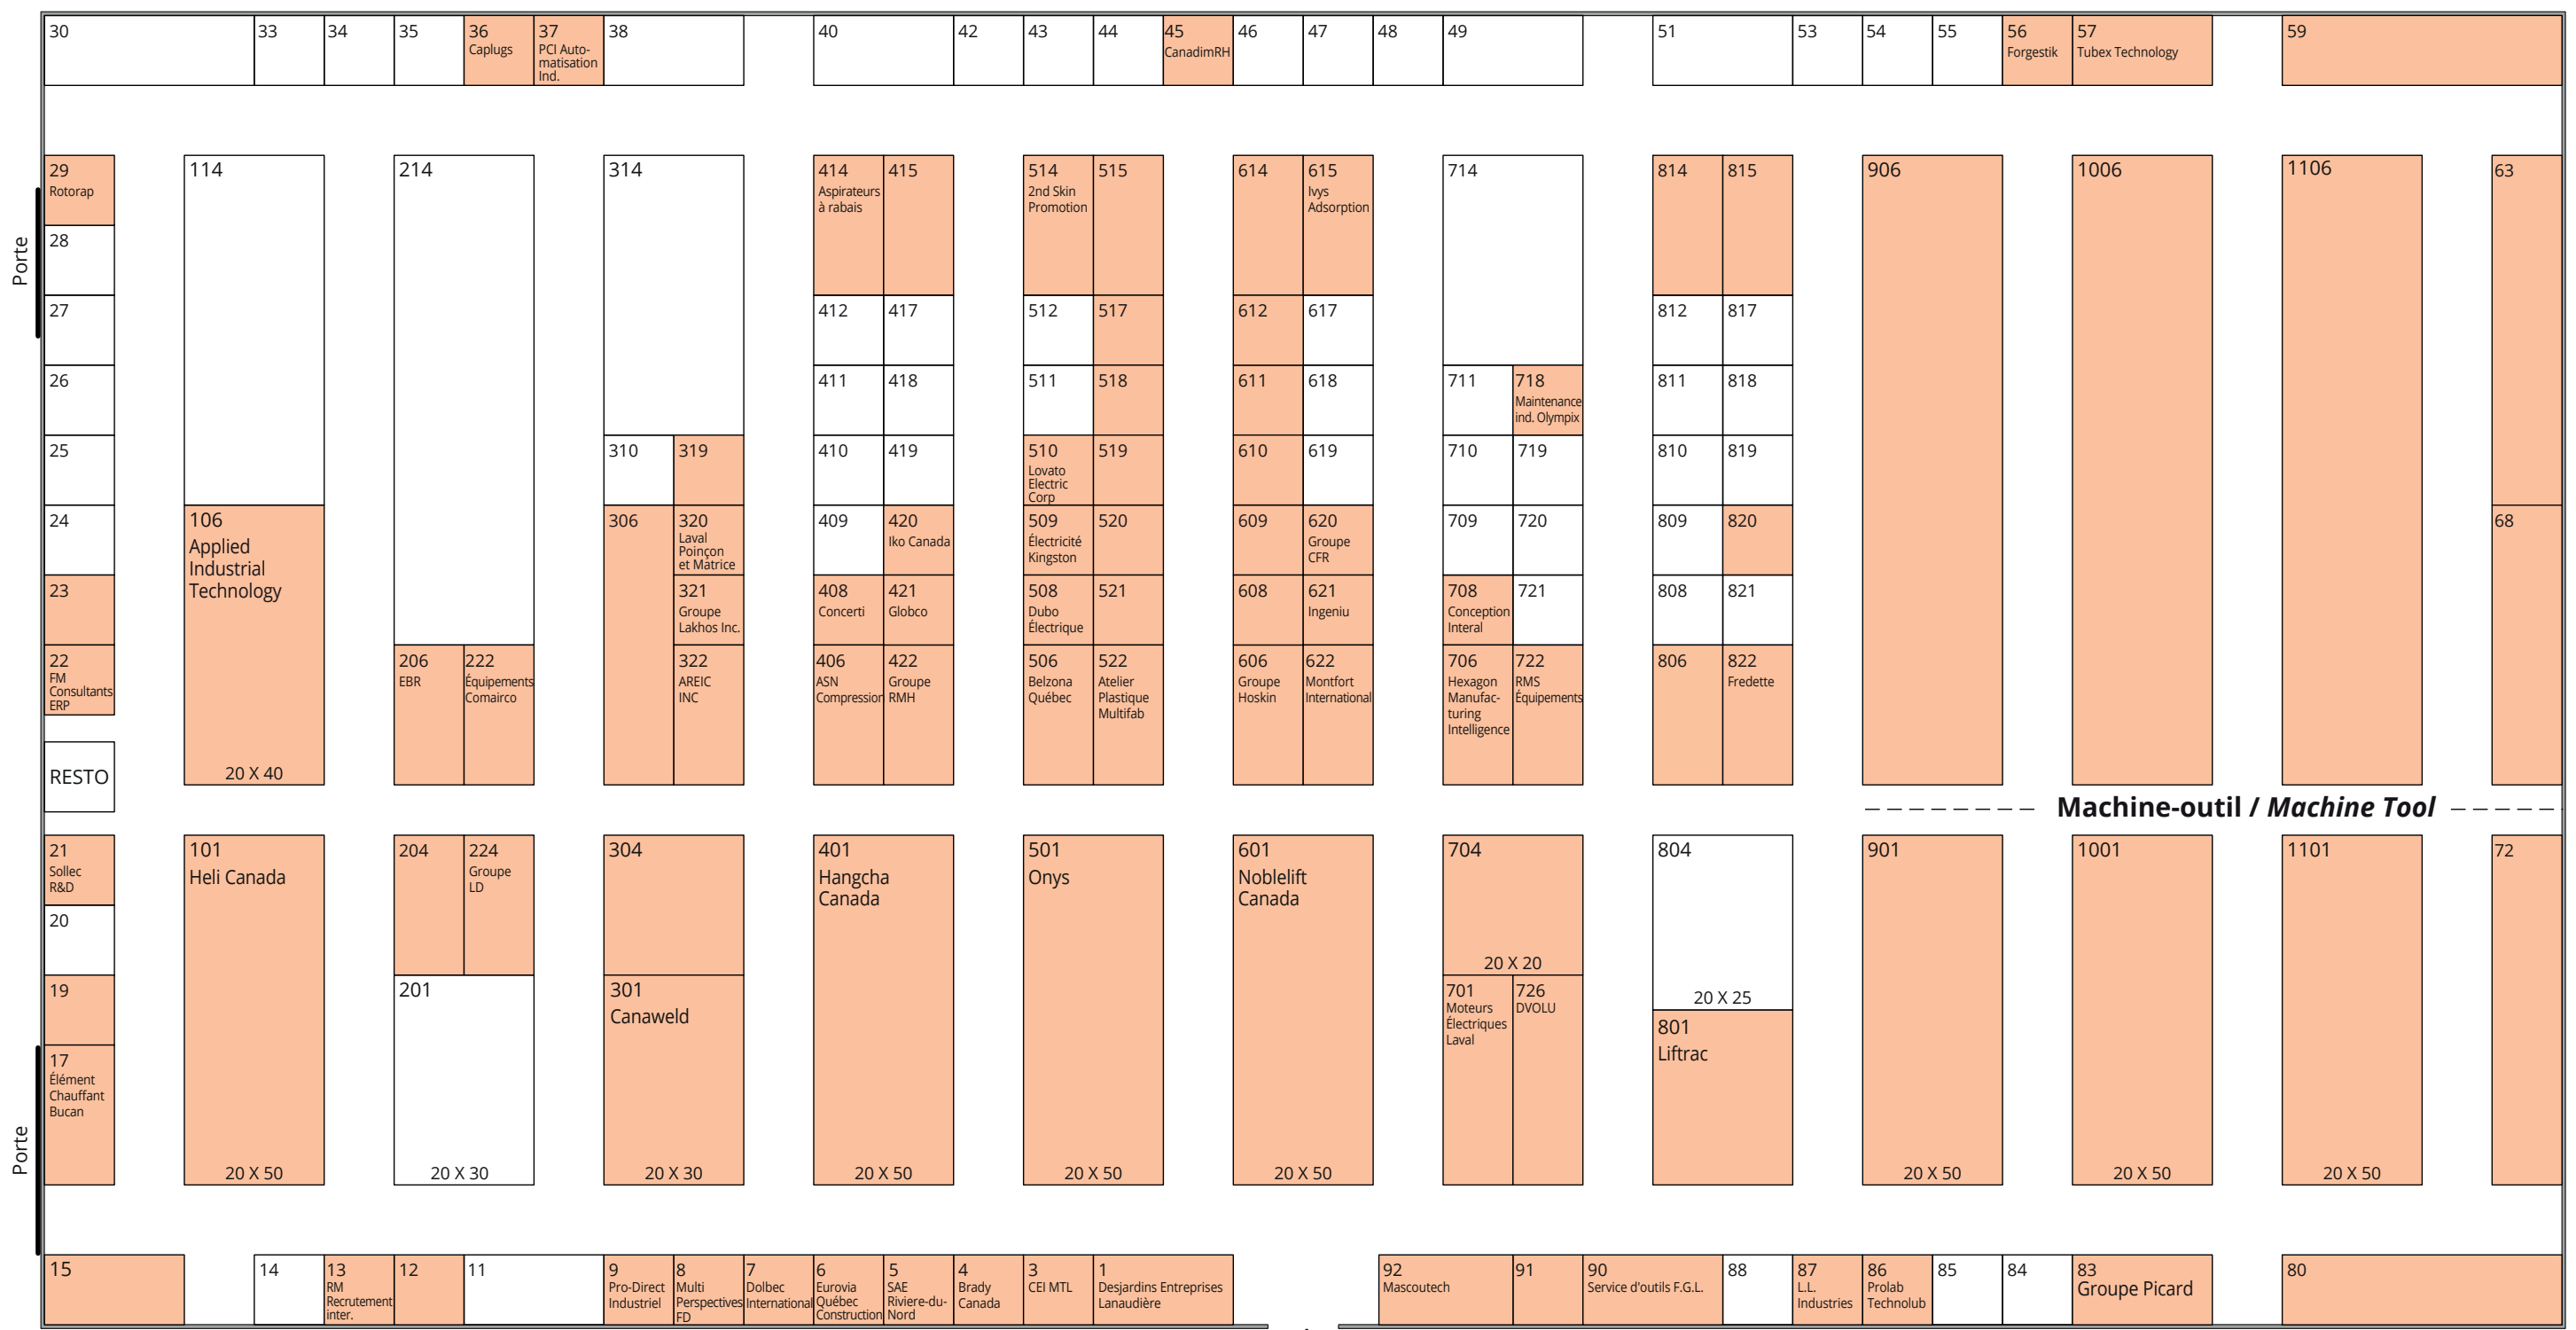 30
33
34
35
36
Caplugs
37
PCI Auto-
matisation
Ind.
38
40
42
43
44
45
CanadimRH
46
47
48
49
51
53
54
55
56
Forgestik
57
Tubex Technology
59
Porte
29
Rotorap
28
27
26
25
24
23
22
FM
Consultants
ERP
RESTO
114
106
Applied
Industrial
Technology
20 X 40
214
206
EBR
222
Équipements
Comairco
314
310
319
306
320
Laval
Poinçon
et Matrice
321
Groupe
Lakhos Inc.
322
AREIC
INC
414
Aspirateurs
à rabais
415
412
417
411
418
410
419
409
420
Iko Canada
408
Concerti
421
Globco
406
ASN
Compression
422
Groupe
RMH
514
2nd Skin
Promotion
515
512
517
511
518
510
Lovato
Electric
Corp
519
509
Électricité
Kingston
520
508
Dubo
Électrique
521
506
Belzona
Québec
522
Atelier
Plastique
Multifab
614
615
Ivys
Adsorption
612
617
611
618
610
619
609
620
Groupe
CFR
608
621
Ingeniu
606
Groupe
Hoskin
622
Montfort
International
714
711
718
Maintenance
ind. Olympix
710
719
709
720
708
Conception
Interal
721
706
Hexagon
Manufac-
turing
Intelligence
722
RMS
Équipements
814
815
812
817
811
818
810
819
809
820
808
821
806
822
Fredette
906
1006
1106
63
68
Machine-outil / Machine Tool
Porte
21
Sollec
R&D
20
19
17
Élément
Chauffant
Bucan
101
Heli Canada
20 X 50
204
224
Groupe
LD
201
20 X 30
304
301
Canaweld
20 X 30
401
Hangcha
Canada
20 X 50
501
Onys
20 X 50
601
Noblelift
Canada
20 X 50
704
20 X 20
701
Moteurs
Électriques
Laval
726
DVOLU
804
20 X 25
801
Liftrac
901
20 X 50
1001
20 X 50
1101
20 X 50
72
15
14
13
RM
Recrutement
inter.
12
11
9
Pro-Direct
Industriel
8
Multi
Perspectives
FD
7
Dolbec
International
6
Eurovia
Québec
Construction
5
SAE
Riviere-du-
Nord
4
Brady
Canada
3
CEI MTL
1
Desjardins Entreprises
Lanaudière
92
Mascoutech
91
90
Service d'outils F.G.L.
88
87
L.L.
Industries
86
Prolab
Technolub
85
84
83
Groupe Picard
80